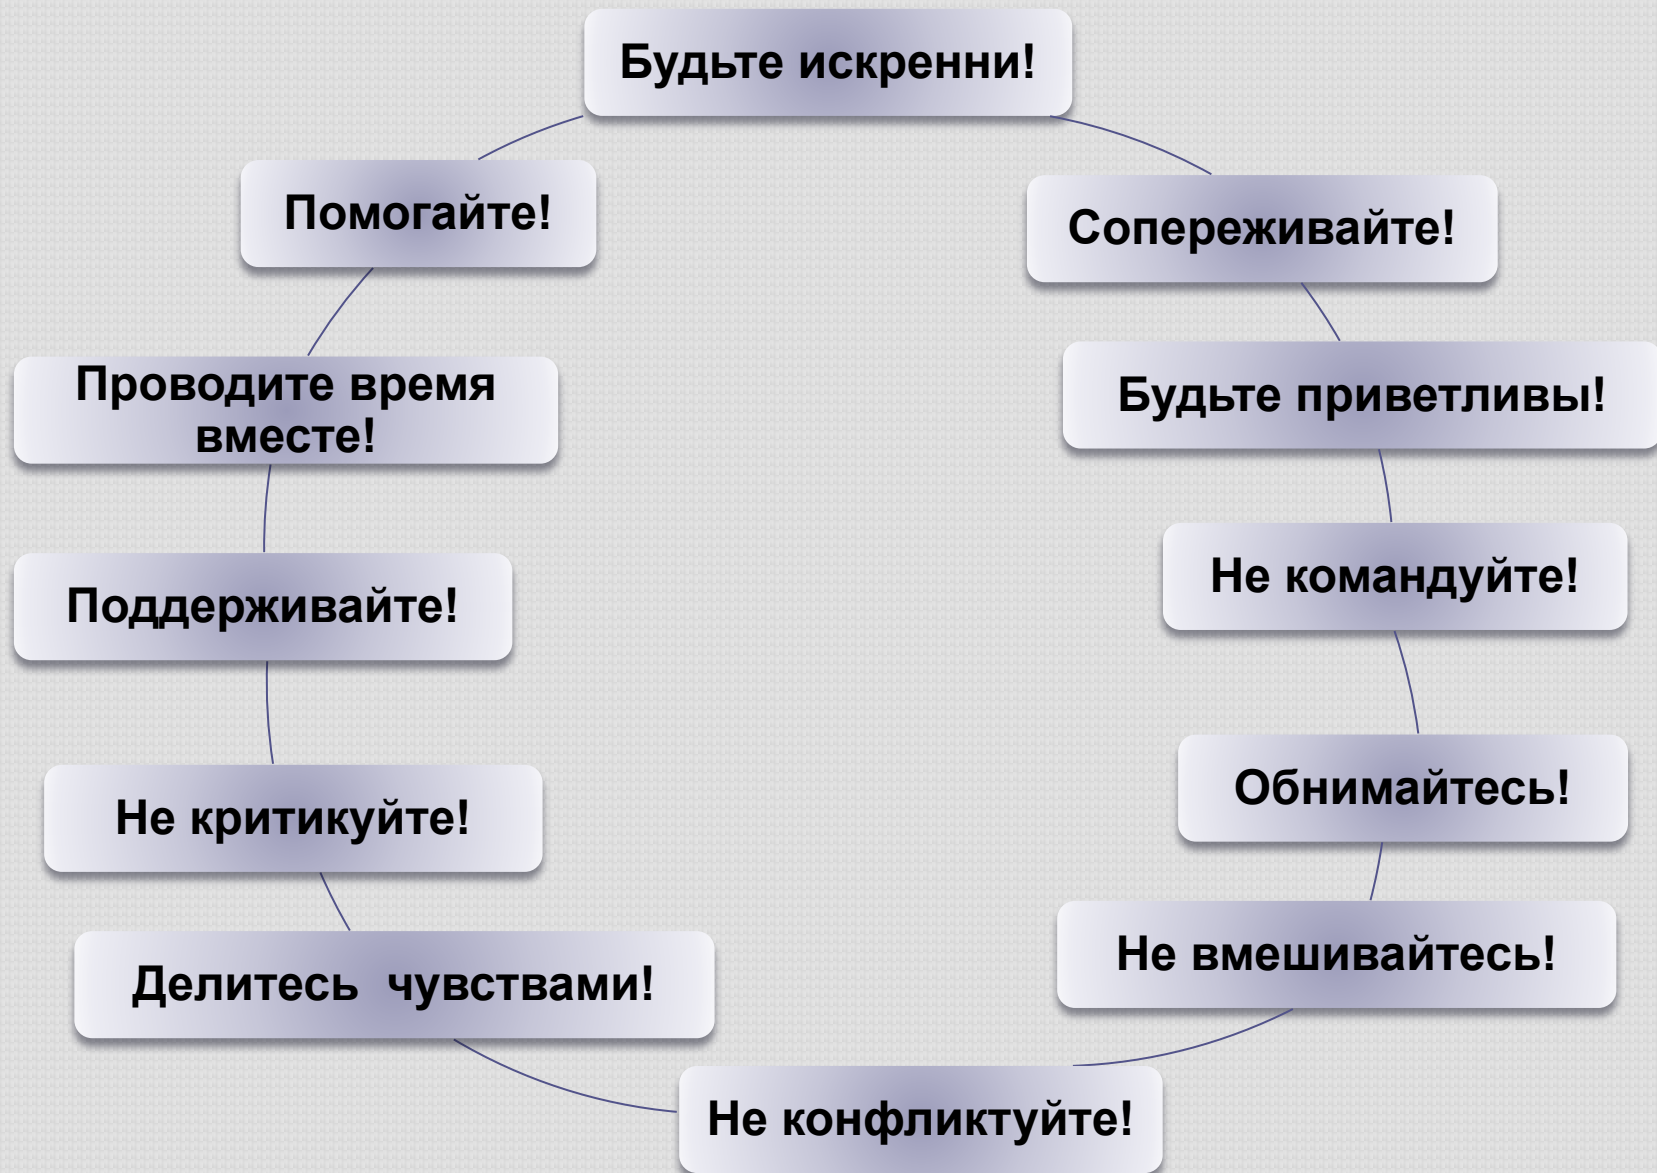 Будьте искренни!
Сопереживайте!
Будьте приветливы!
Не командуйте!
Обнимайтесь!
Не вмешивайтесь!
Не конфликтуйте!
Делитесь  чувствами!
Не критикуйте!
Поддерживайте!
Проводите время
вместе!
Помогайте!